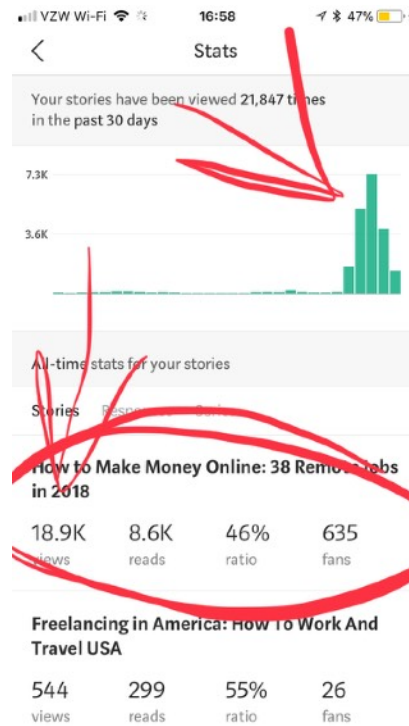 VZW Wi-Fi 16:58 47%
Stats
Your stories have been viewed 21,847 times
in the past 30 days
7.3K
3.6K
All-time stats for your stories
Stories
How to Make Money Online: 38 Remote Jobs
in 2018
18.9K 8.6K 46% 635
views reads ratio fans
Freelancing in America: How To Work And
Travel USA
544 299 55% 26
views reads ratio fans